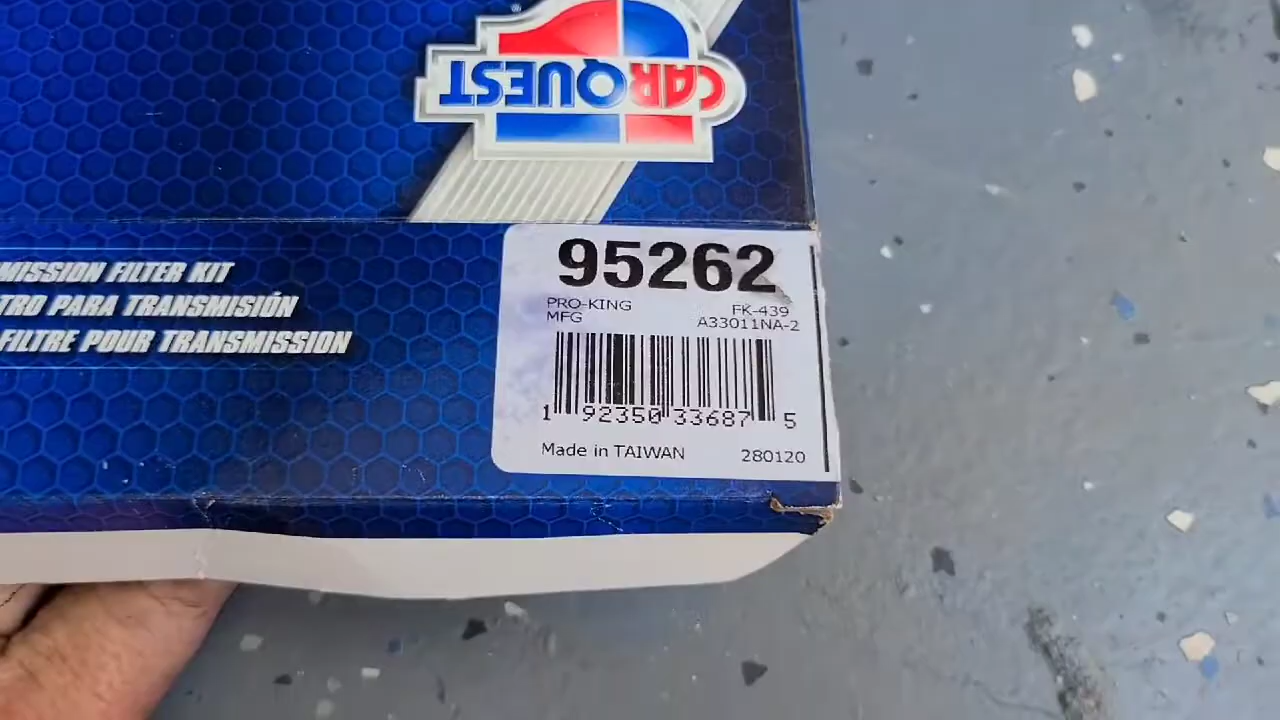 CARQUEST
95262
PRO-KING FK-439
MFG A33011NA-2
1 92350 33687 5
Made in TAIWAN 280120
MISSION FILTER KIT
TRO PARA TRANSMISIÓN
FILTRE POUR TRANSMISSION